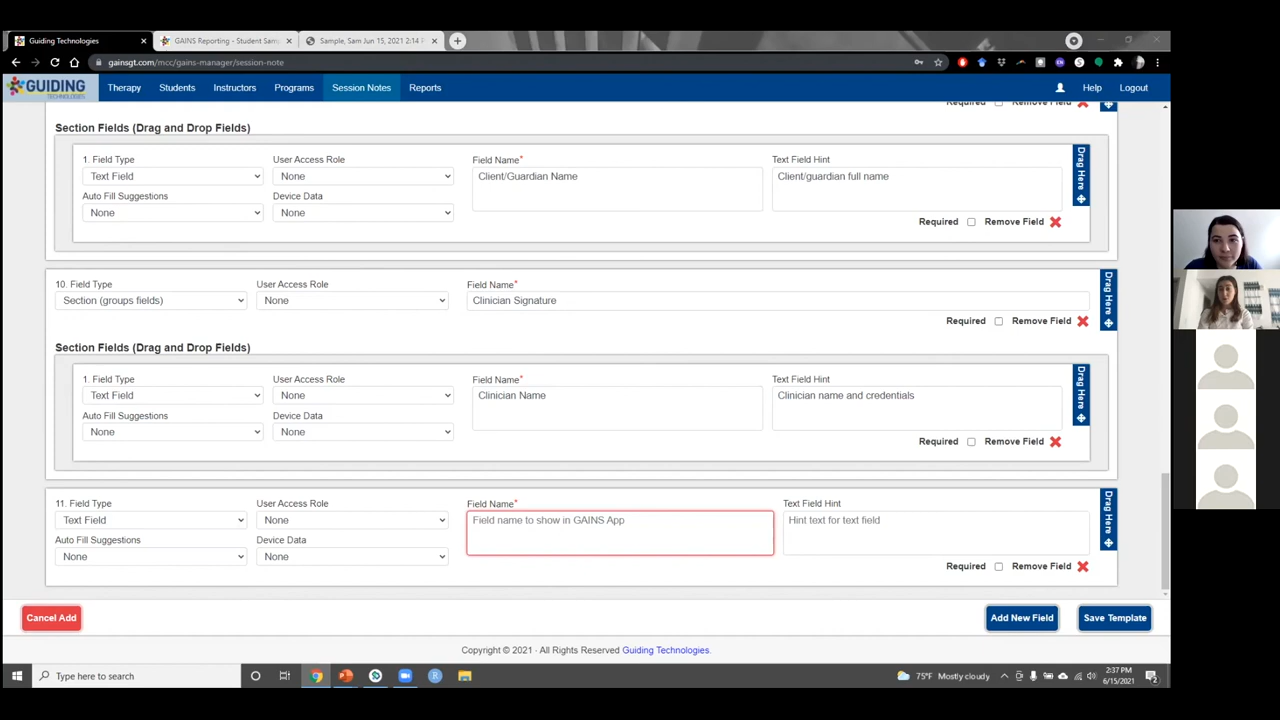 Guiding Technologies
GAINS Reporting - Student Sam
Sample, Sam Jun 15, 2021 2:14 P
gainsgt.com/mcc/gains-manager/session-note
GUIDING
TECHNOLOGIES
Therapy
Students
Instructors
Programs
Session Notes
Reports
Help
Logout
Required
Remove Field
Section Fields (Drag and Drop Fields)
1. Field Type
User Access Role
Field Name*
Text Field Hint
Text Field
None
Client/Guardian Name
Client/guardian full name
Auto Fill Suggestions
Device Data
None
None
Required
Remove Field
Drag Here
10. Field Type
User Access Role
Field Name*
Section (groups fields)
None
Clinician Signature
Required
Remove Field
Drag Here
Section Fields (Drag and Drop Fields)
1. Field Type
User Access Role
Field Name*
Text Field Hint
Text Field
None
Clinician Name
Clinician name and credentials
Auto Fill Suggestions
Device Data
None
None
Required
Remove Field
Drag Here
11. Field Type
User Access Role
Field Name*
Text Field Hint
Text Field
None
Field name to show in GAINS App
Hint text for text field
Auto Fill Suggestions
Device Data
None
None
Required
Remove Field
Drag Here
Cancel Add
Add New Field
Save Template
Copyright © 2021 · All Rights Reserved Guiding Technologies.
Type here to search
75°F Mostly cloudy
2:37 PM
6/15/2021